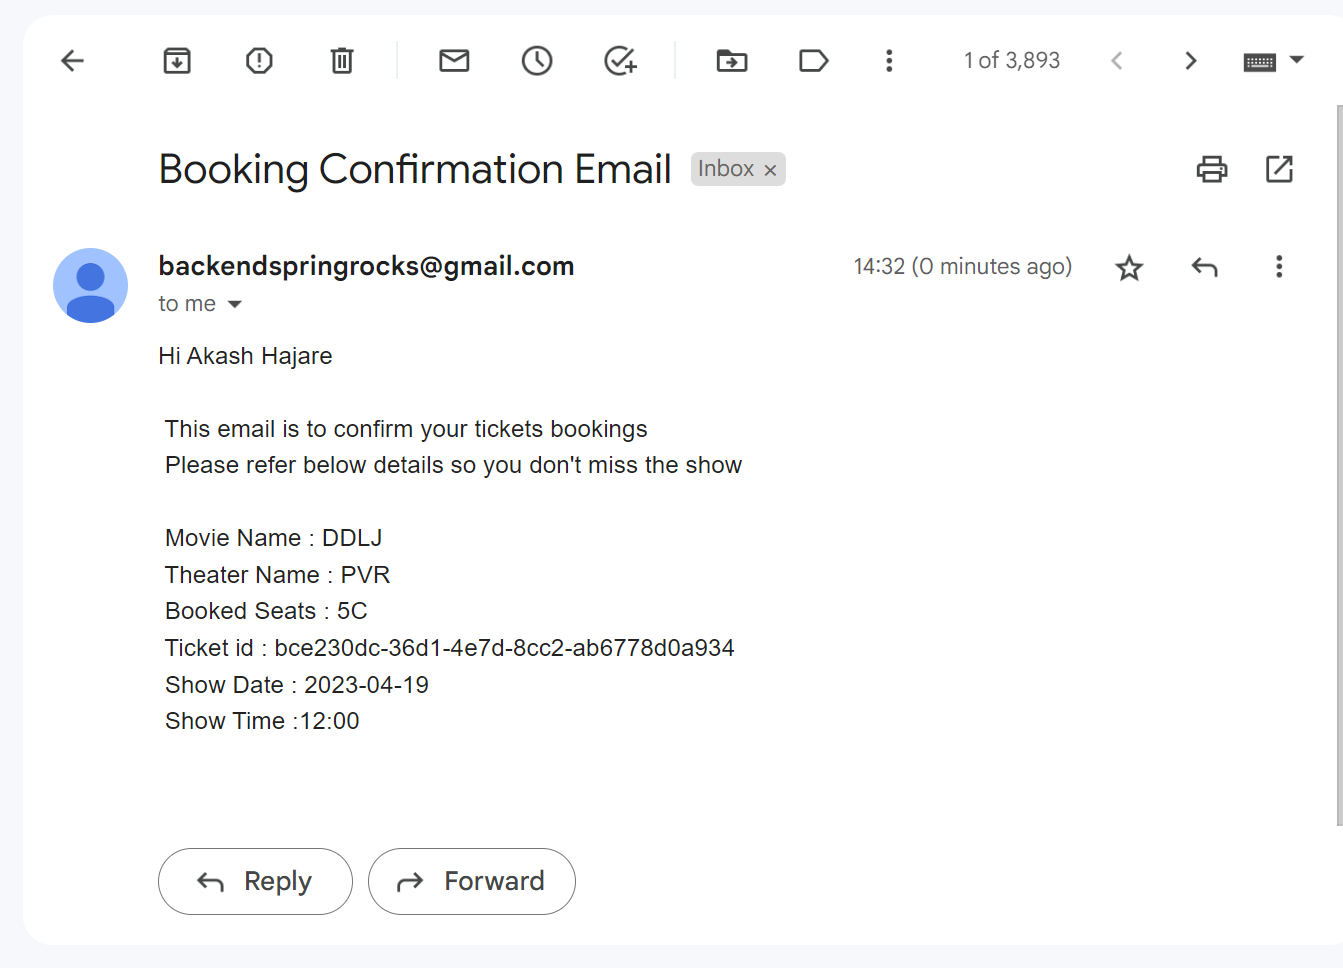 1 of 3,893
Booking Confirmation Email Inbox ×
backendspringrocks@gmail.com 14:32 (0 minutes ago)
to me
Hi Akash Hajare
This email is to confirm your tickets bookings
Please refer below details so you don't miss the show
Movie Name : DDLJ
Theater Name : PVR
Booked Seats : 5C
Ticket id : bce230dc-36d1-4e7d-8cc2-ab6778d0a934
Show Date : 2023-04-19
Show Time :12:00
Reply Forward